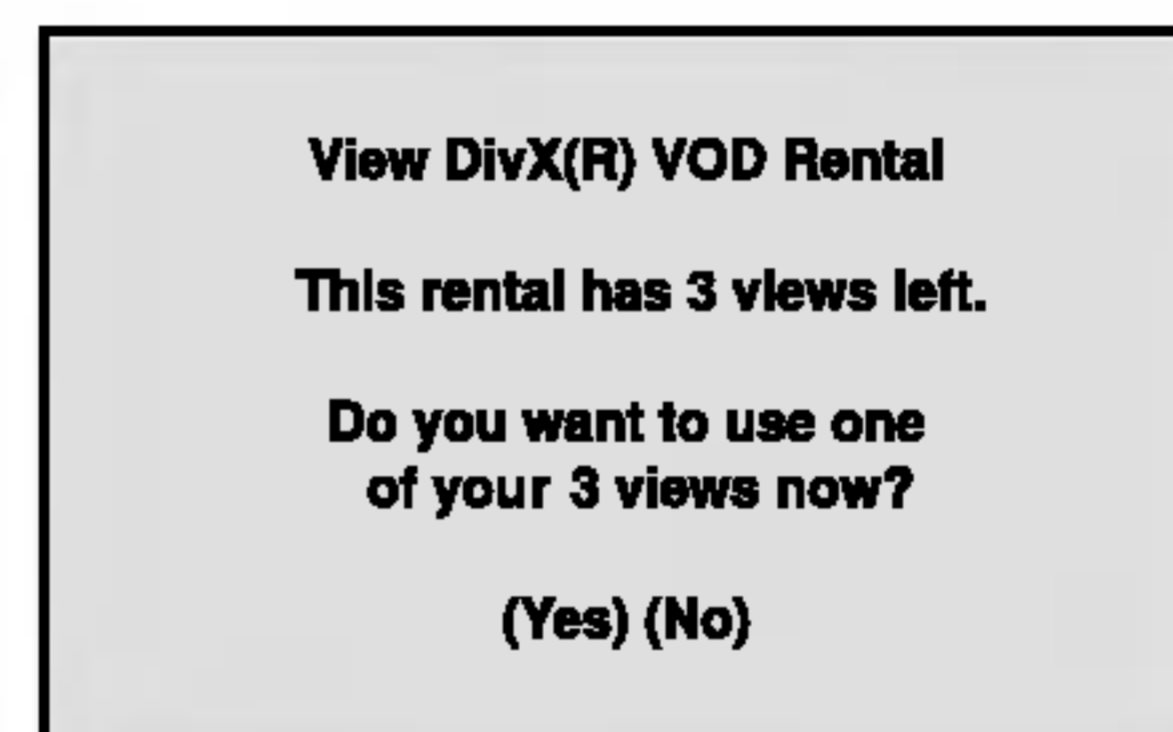 View DivX(R) VOD Rental
This rental has 3 views left.
Do you want to use one
of your 3 views now?
(Yes) (No)